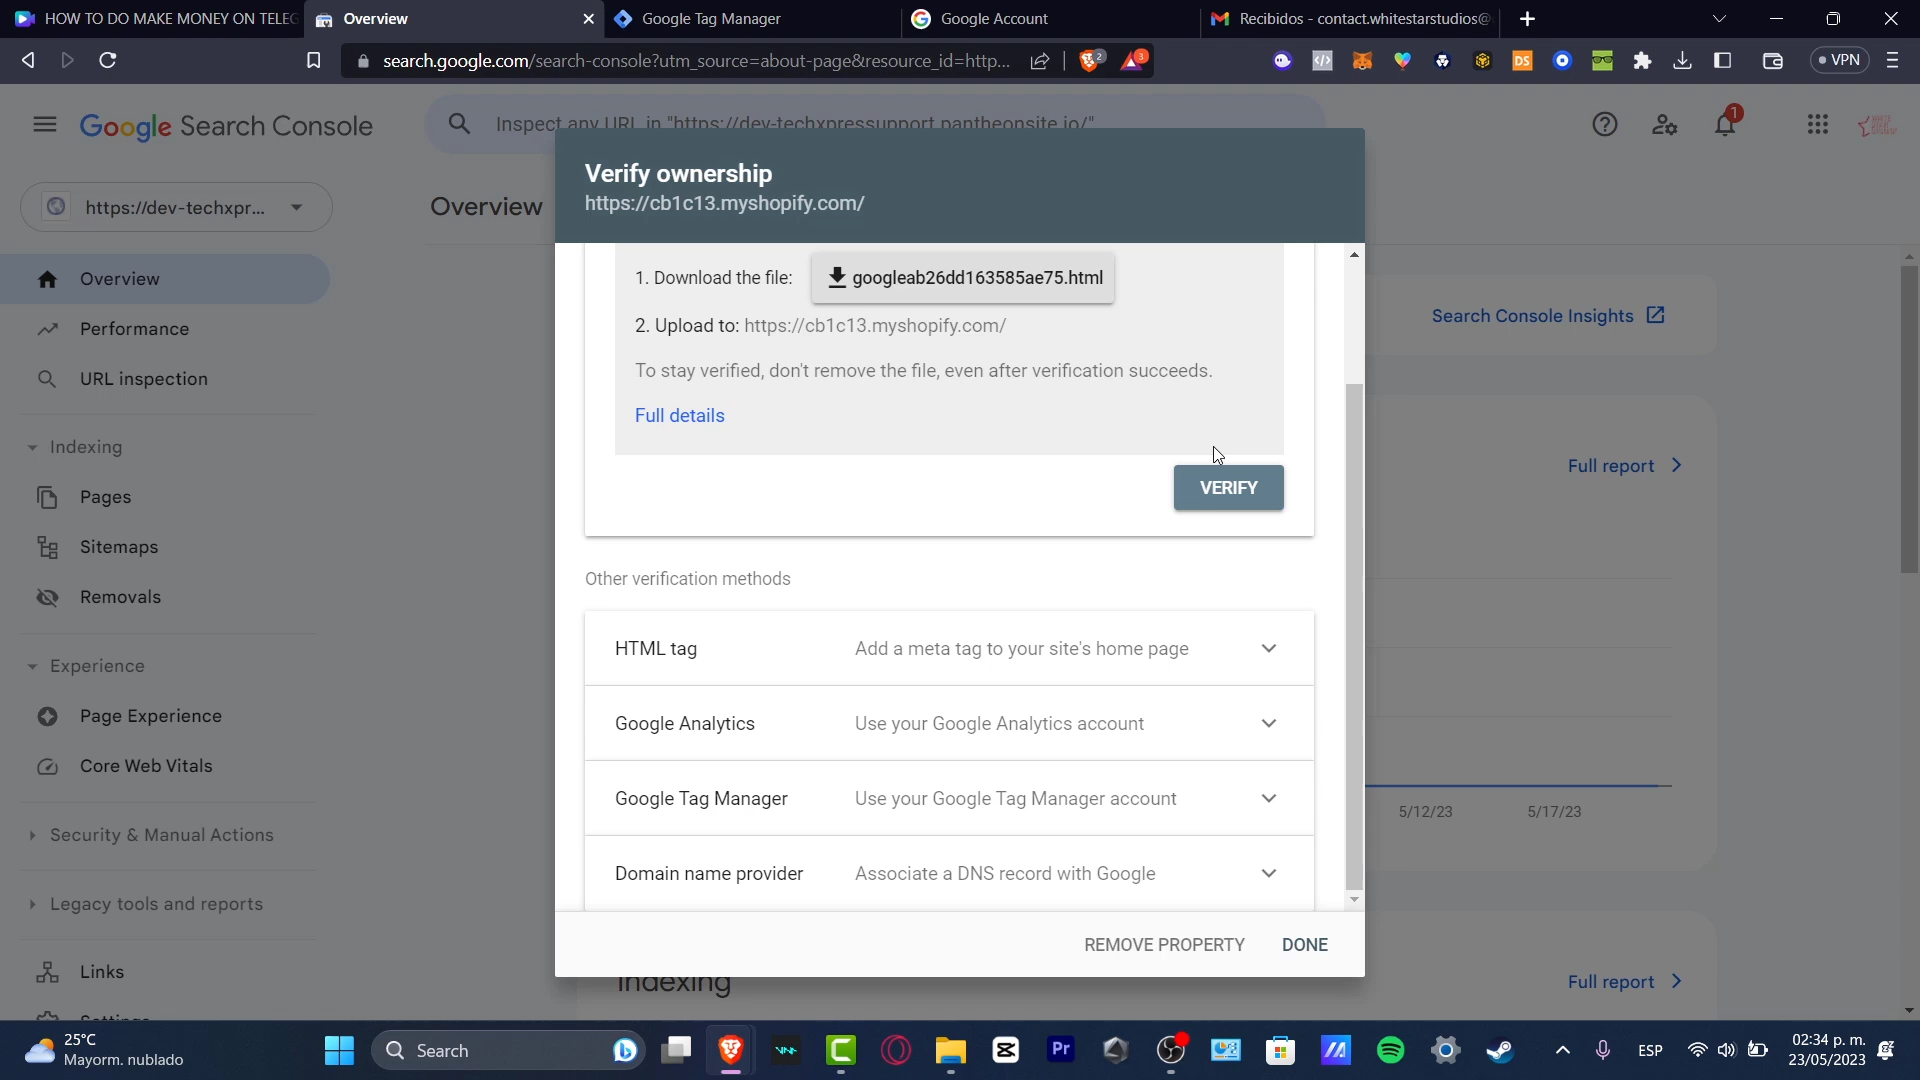 HOW TO DO MAKE MONEY ON TELEG
Overview
Google Tag Manager
Google Account
Recibidos - contact.whitestarstudios@
search.google.com/search-console?utm_source=about-page&resource_id=http...
2
3
DS
VPN
Google Search Console
Inspect any URL in "https://dev-techxpressupport.pantheonsite.io/"
1
https://dev-techxpr...
Overview
Verify ownership
https://cb1c13.myshopify.com/
Overview
Performance
URL inspection
Indexing
Pages
Sitemaps
Removals
Experience
Page Experience
Core Web Vitals
Security & Manual Actions
Legacy tools and reports
Links
Settings
1. Download the file:
googleab26dd163585ae75.html
2. Upload to: https://cb1c13.myshopify.com/
To stay verified, don't remove the file, even after verification succeeds.
Full details
VERIFY
Other verification methods
HTML tag
Add a meta tag to your site's home page
Google Analytics
Use your Google Analytics account
Google Tag Manager
Use your Google Tag Manager account
Domain name provider
Associate a DNS record with Google
REMOVE PROPERTY
DONE
Search Console Insights
Full report
5/12/23
5/17/23
Indexing
Full report
25°C
Mayorm. nublado
Search
Pr
ESP
02:34 p. m.
23/05/2023